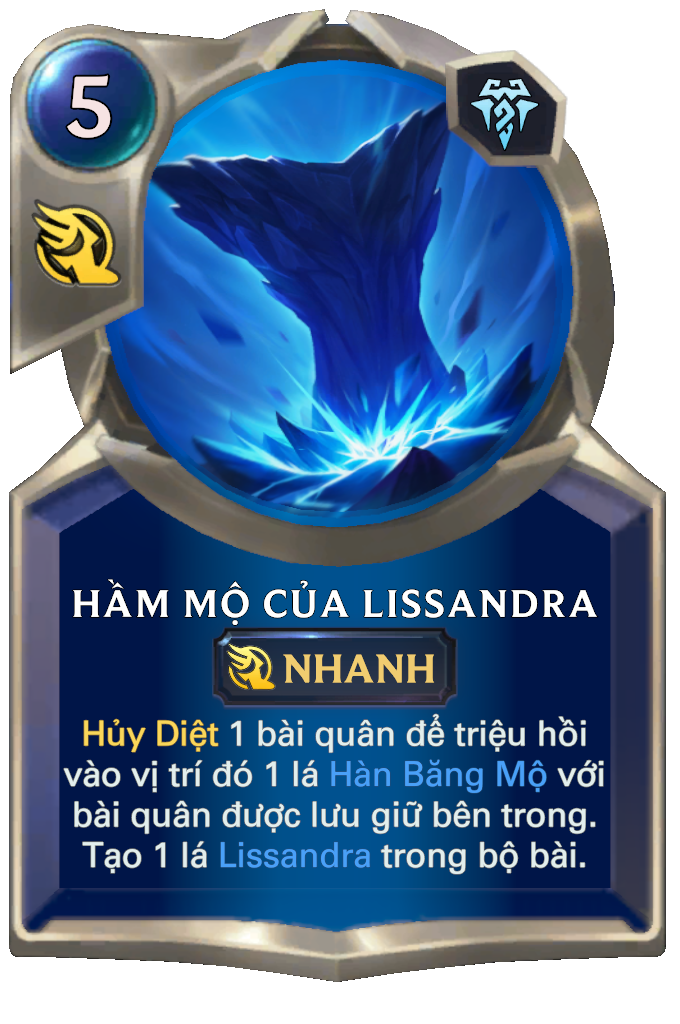 5
HẦM MỘ CỦA LISSANDRA
NHANH
Hủy Diệt 1 bài quân để triệu hồi
vào vị trí đó 1 lá Hàn Băng Mộ với
bài quân được lưu giữ bên trong.
Tạo 1 lá Lissandra trong bộ bài.